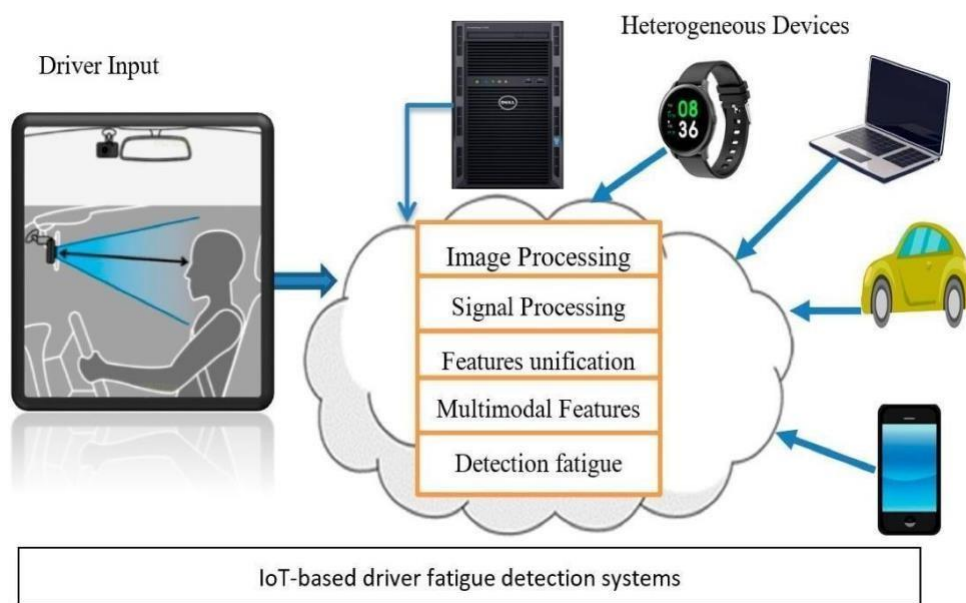 Heterogeneous Devices
Driver Input
DELL
08
36
Image Processing
Signal Processing
Features unification
Multimodal Features
Detection fatigue
IoT-based driver fatigue detection systems